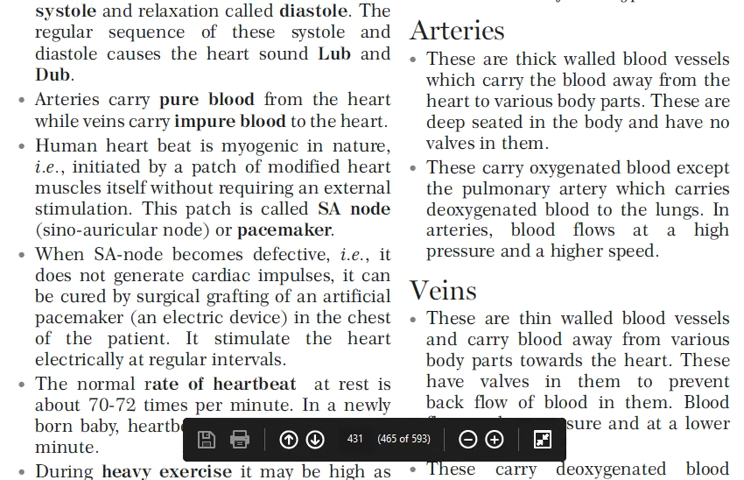 systole and relaxation called diastole. The
regular sequence of these systole and
diastole causes the heart sound Lub and
Dub.
• Arteries carry pure blood from the heart
while veins carry impure blood to the heart.
• Human heart beat is myogenic in nature,
i.e., initiated by a patch of modified heart
muscles itself without requiring an external
stimulation. This patch is called SA node
(sino-auricular node) or pacemaker.
• When SA-node becomes defective, i.e., it
does not generate cardiac impulses, it can
be cured by surgical grafting of an artificial
pacemaker (an electric device) in the chest
of the patient. It stimulate the heart
electrically at regular intervals.
• The normal rate of heartbeat at rest is
about 70-72 times per minute. In a newly
born baby,
minute.
• During heavy exercise it may be high as
Arteries
• These are thick walled blood vessels
which carry the blood away from the
heart to various body parts. These are
deep seated in the body and have no
valves in them.
• These carry oxygenated blood except
the pulmonary artery which carries
deoxygenated blood to the lungs. In
arteries, blood flows at a high
pressure and a higher speed.
Veins
• These are thin walled blood vessels
and carry blood away from various
body parts towards the heart. These
have valves in them to prevent
back flow of blood in them. Blood
sure and at a lower
• These carry deoxygenated blood
431 (465 of 593)